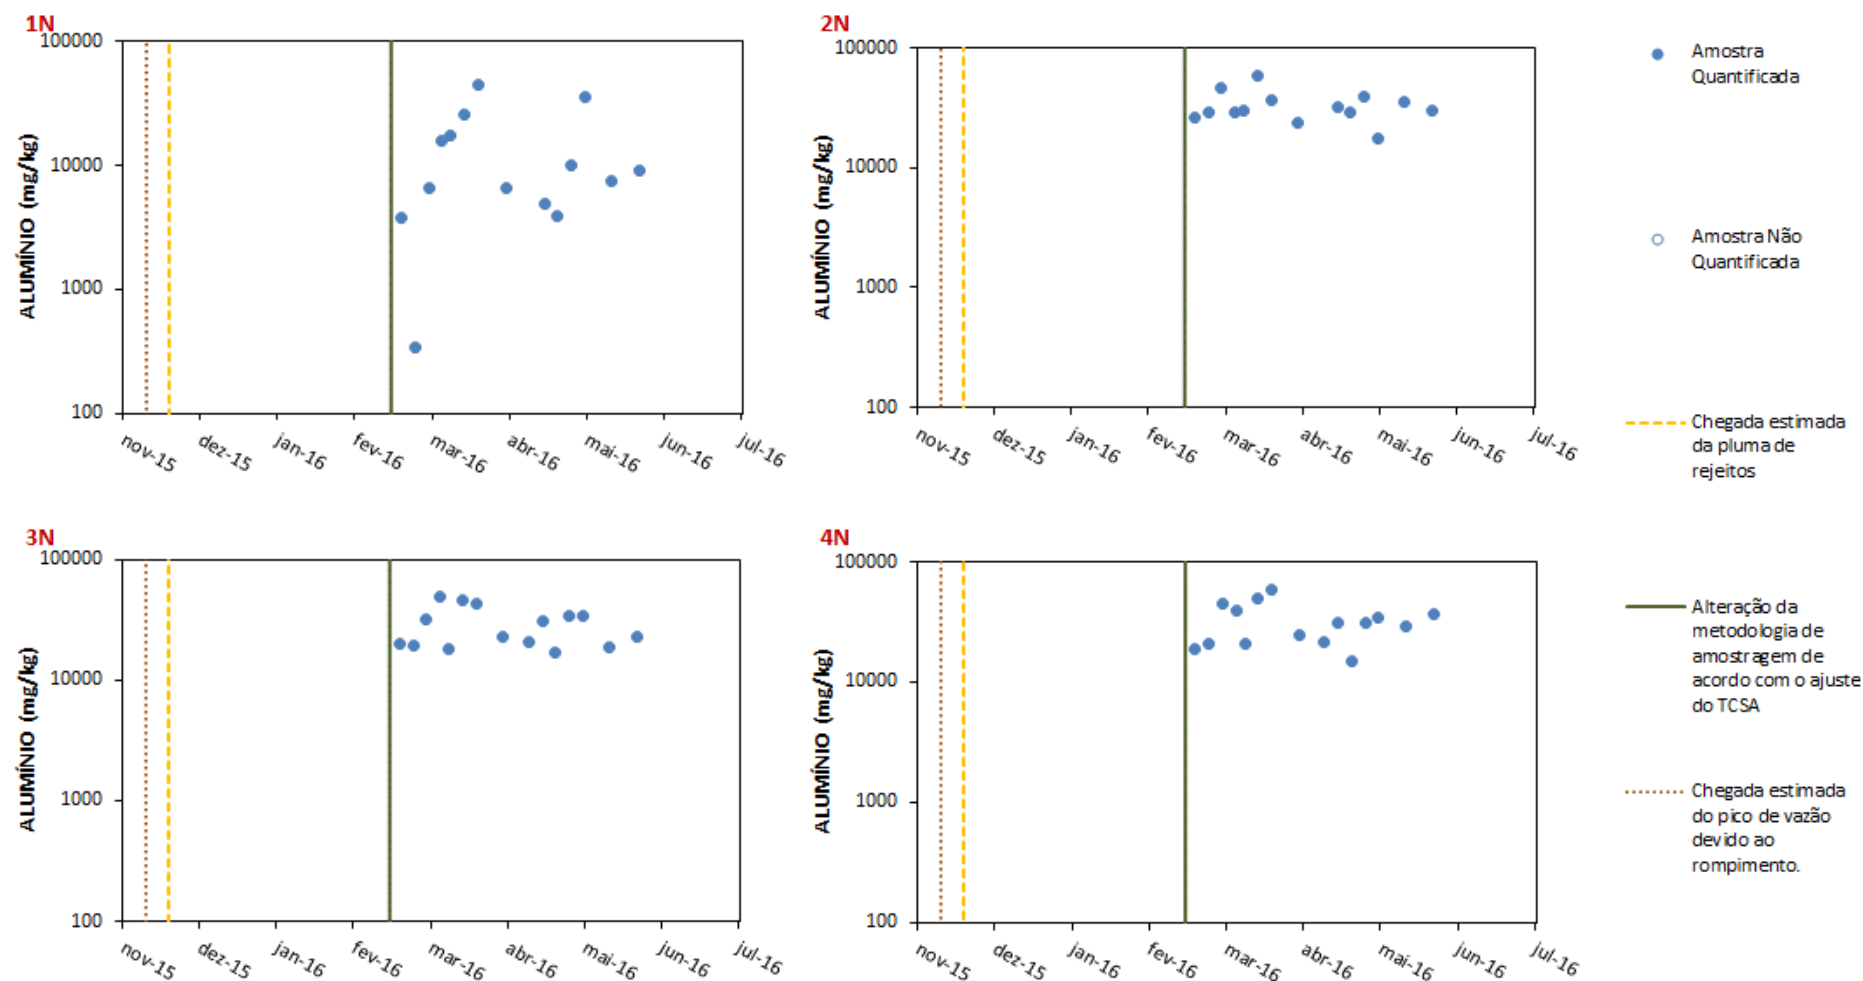 1N
100000
10000
1000
100
ALUMÍNIO (mg/kg)
nov-15
dez-15
jan-16
fev-16
mar-16
abr-16
mai-16
jun-16
jul-16
2N
100000
10000
1000
100
ALUMÍNIO (mg/kg)
nov-15
dez-15
jan-16
fev-16
mar-16
abr-16
mai-16
jun-16
jul-16
3N
100000
10000
1000
100
ALUMÍNIO (mg/kg)
nov-15
dez-15
jan-16
fev-16
mar-16
abr-16
mai-16
jun-16
jul-16
4N
100000
10000
1000
100
ALUMÍNIO (mg/kg)
nov-15
dez-15
jan-16
fev-16
mar-16
abr-16
mai-16
jun-16
jul-16
Amostra
Quantificada
Amostra Não
Quantificada
Chegada estimada
da pluma de
rejeitos
Alteração da
metodologia de
amostragem de
acordo com o ajuste
do TCSA
Chegada estimada
do pico de vazão
devido ao
rompimento.